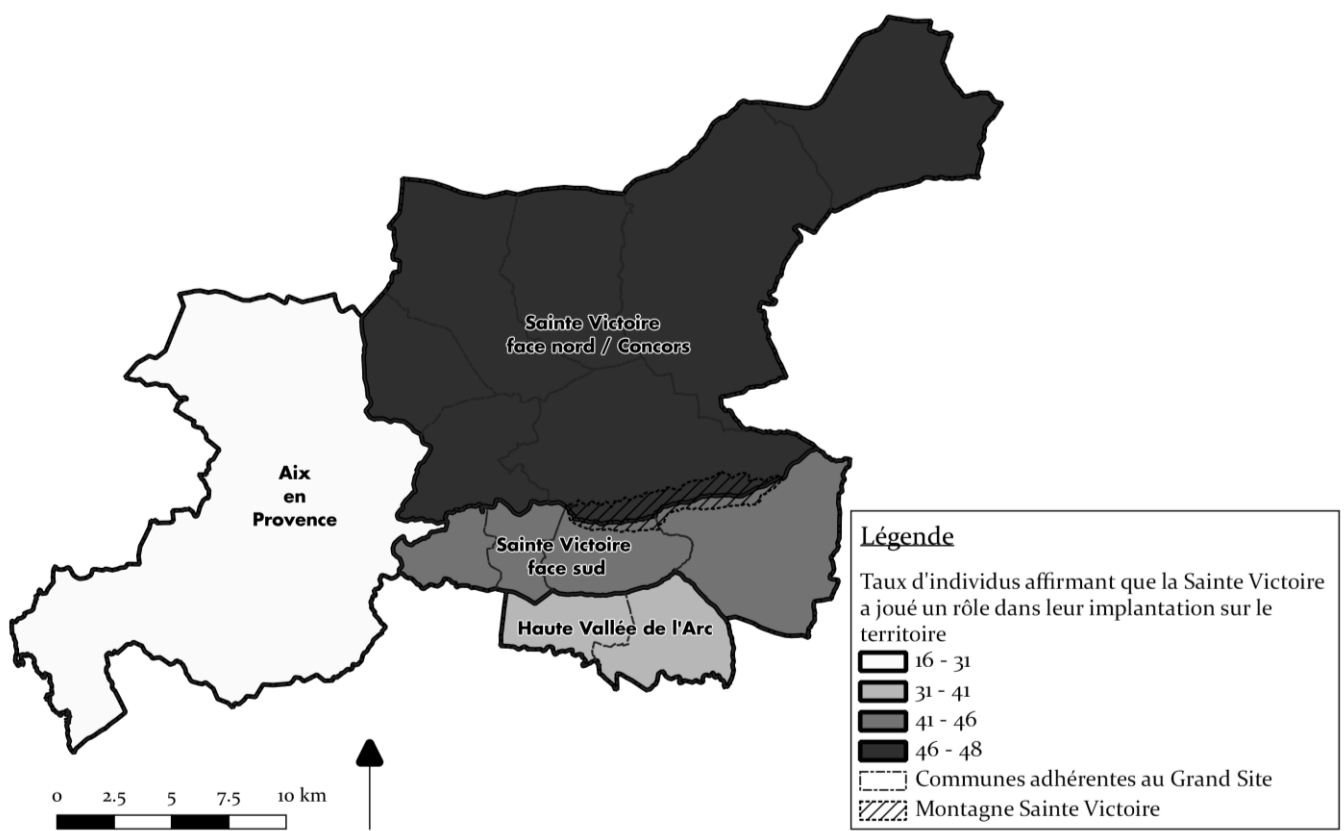 Sainte Victoire
face nord / Concors
Aix
en
Provence
Sainte Victoire
face sud
Haute Vallée de l'Arc
Légende
Taux d'individus affirmant que la Sainte Victoire
a joué un rôle dans leur implantation sur le
territoire
16 - 31
31 - 41
41 - 46
46 - 48
Communes adhérentes au Grand Site
Montagne Sainte Victoire
0 2.5 5 7.5 10 km